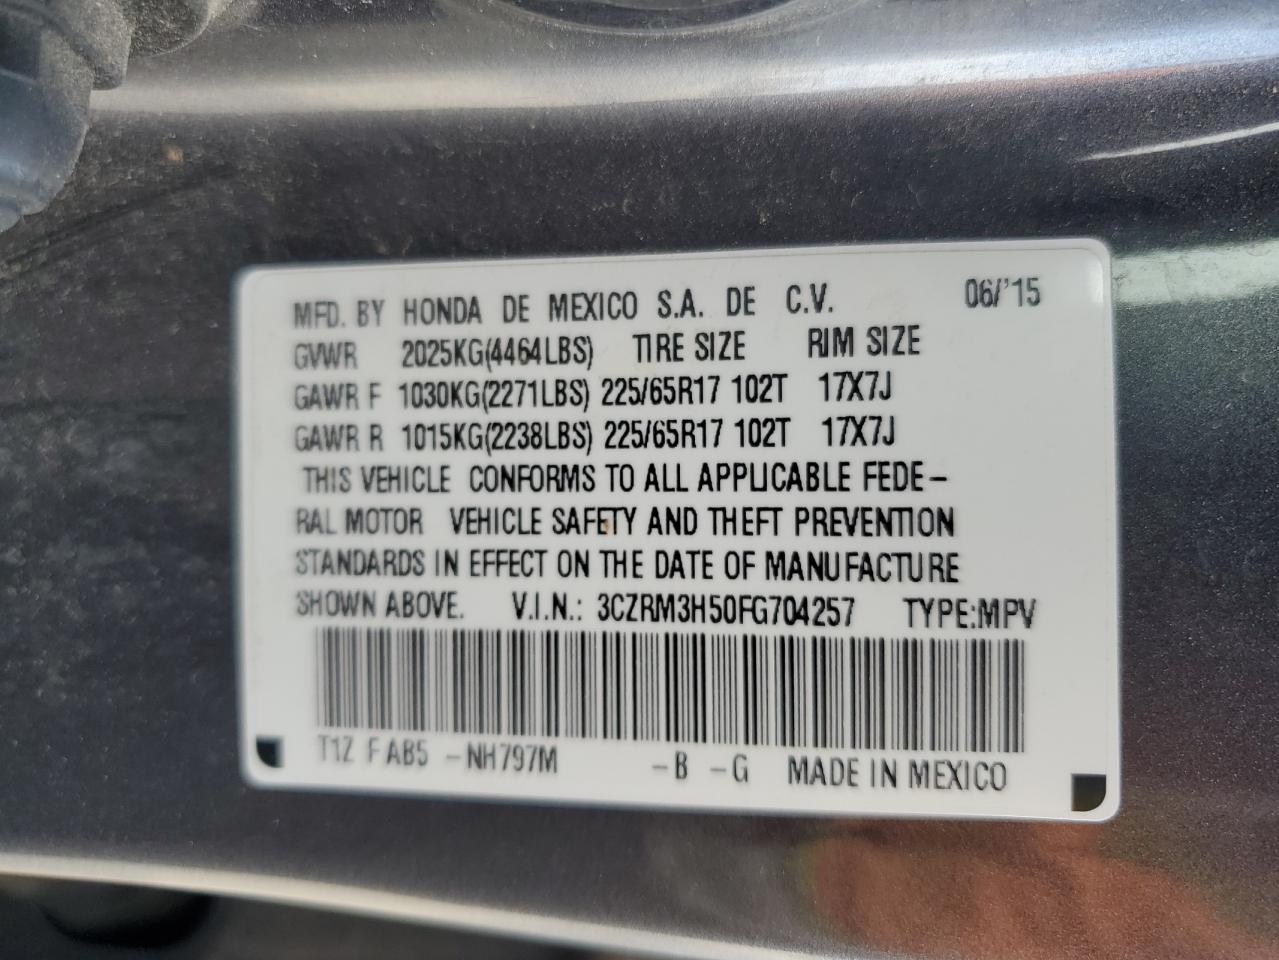 MFD. BY HONDA DE MEXICO S.A. DE C.V. 06/'15
GVWR 2025KG(4464LBS) TIRE SIZE RIM SIZE
GAWR F 1030KG(2271LBS) 225/65R17 102T 17X7J
GAWR R 1015KG(2238LBS) 225/65R17 102T 17X7J
THIS VEHICLE CONFORMS TO ALL APPLICABLE FEDE-
RAL MOTOR VEHICLE SAFETY AND THEFT PREVENTION
STANDARDS IN EFFECT ON THE DATE OF MANUFACTURE
SHOWN ABOVE. V.I.N.: 3CZRM3H50FG704257 TYPE:MPV
T1Z F AB5 -NH797M -B -G MADE IN MEXICO